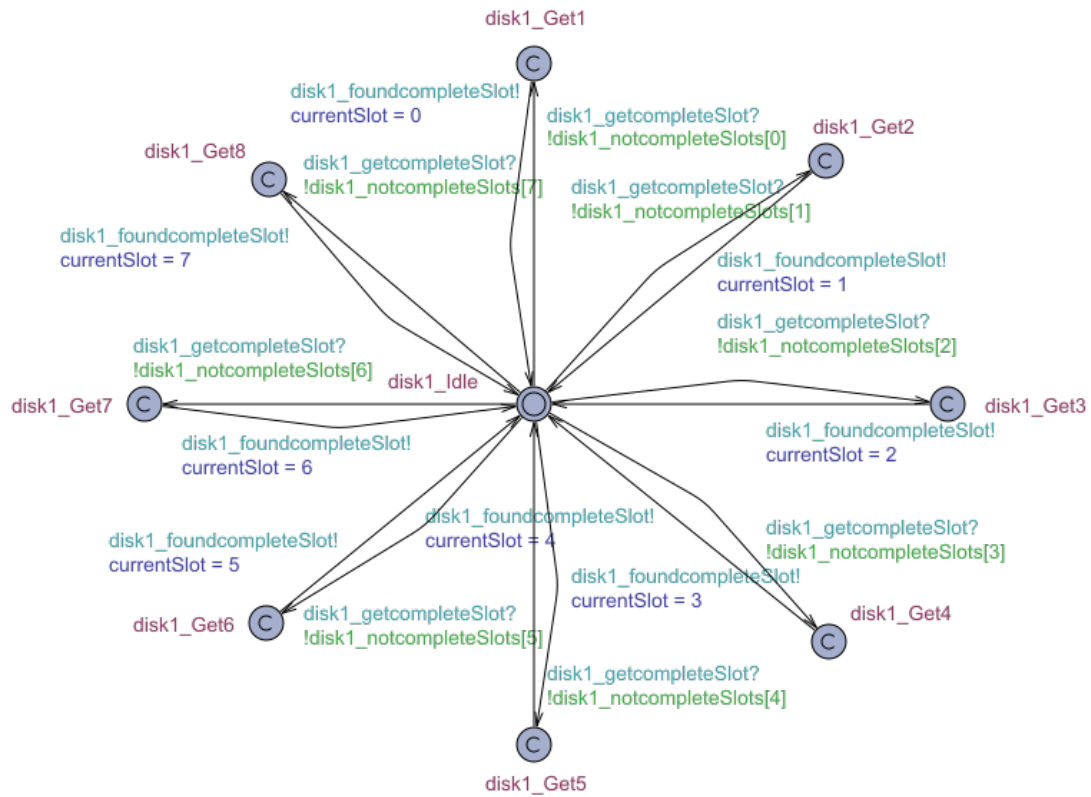 disk1_Get1
disk1_foundcompleteSlot!
currentSlot = 0
disk1_getcompleteSlot?
!disk1_notcompleteSlots[0]
disk1_Get2
disk1_Get8
disk1_getcompleteSlot?
!disk1_notcompleteSlots[7]
disk1_getcompleteSlot?
!disk1_notcompleteSlots[1]
disk1_foundcompleteSlot!
currentSlot = 7
disk1_foundcompleteSlot!
currentSlot = 1
disk1_getcompleteSlot?
!disk1_notcompleteSlots[2]
disk1_getcompleteSlot?
!disk1_notcompleteSlots[6]
disk1_Idle
disk1_Get7
disk1_Get3
disk1_foundcompleteSlot!
currentSlot = 6
disk1_foundcompleteSlot!
currentSlot = 2
disk1_foundcompleteSlot!
currentSlot = 5
disk1_foundcompleteSlot!
currentSlot = 4
disk1_getcompleteSlot?
!disk1_notcompleteSlots[3]
disk1_foundcompleteSlot!
currentSlot = 3
disk1_Get6
disk1_getcompleteSlot?
!disk1_notcompleteSlots[5]
disk1_Get4
disk1_getcompleteSlot?
!disk1_notcompleteSlots[4]
disk1_Get5
C
C
C
C
C
C
C
C